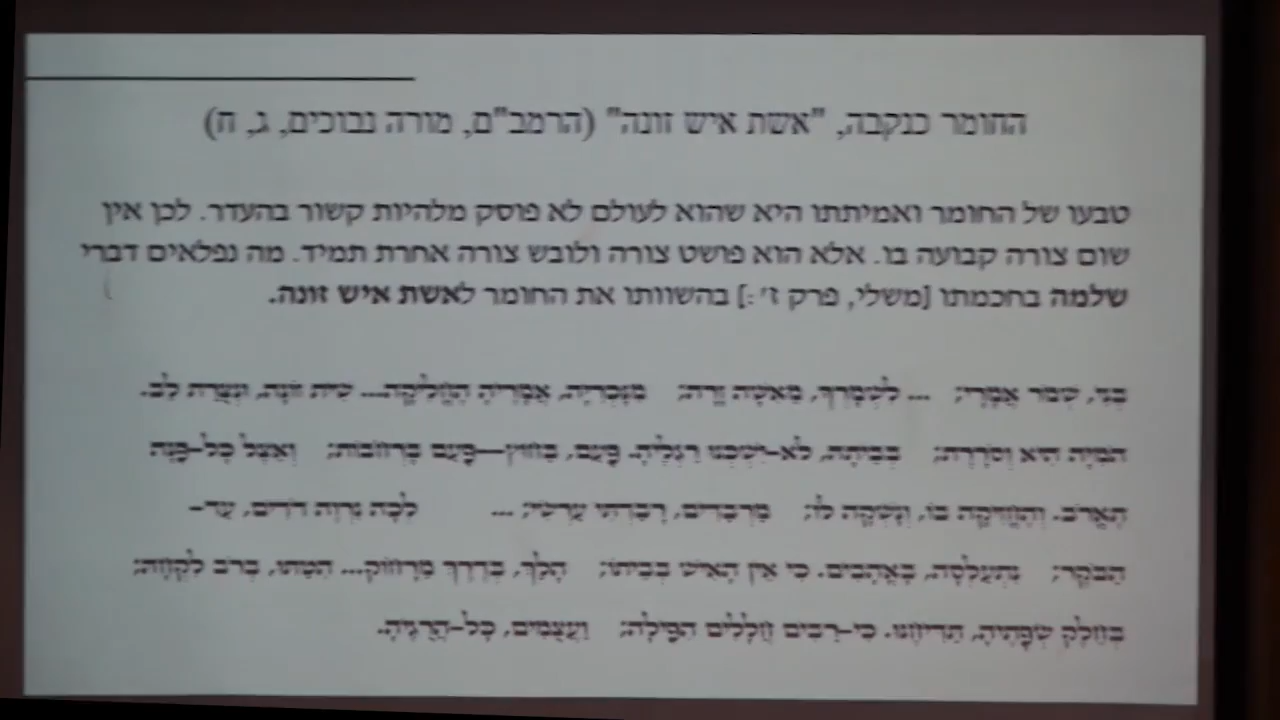 החומר כנקבה, "אשת איש זונה" (הרמב"ם, מורה נבוכים, ג, ח)
טבעו של החומר ואמיתתו היא שהוא לעולם לא פוסק מלהיות קשור בהעדר. לכן אין
שום צורה קבועה בו. אלא הוא פושט צורה ולובש צורה אחרת תמיד. מה נפלאים דברי
שלמה בחכמתו [משלי, פרק ז':] בהשוותו את החומר לאשת איש זונה.
בְּנִי, שְׁמֹר אֲמָרָי; ... לִשְׁמָרְךָ, מֵאִשָּׁה זָרָה; מִנָּכְרִיָּה, אֲמָרֶיהָ הֶחֱלִיקָה... שִׁית זוֹנָה, וּנְצֻרַת לֵב.
הֹמִיָּה הִיא וְסֹרָרֶת; בְּבֵיתָהּ, לֹא-יִשְׁכְּנוּ רַגְלֶיהָ. פַּעַם, בַּחוּץ—פַּעַם בָּרְחֹבוֹת; וְאֵצֶל כָּל-פִּנָּה
תֶאֱרֹב. וְהֶחֱזִיקָה בּוֹ, וְנָשְׁקָה לוֹ; מַרְבַדִּים, רָבַדְתִּי עַרְשִׂי; ... לְכָה נִרְוֶה דֹדִים, עַד-
הַבֹּקֶר; נִתְעַלְּסָה, בָּאֳהָבִים. כִּי אֵין הָאִישׁ בְּבֵיתוֹ; הָלַךְ, בְּדֶרֶךְ מֵרָחוֹק... הִטַּתּוּ, בְּרֹב לִקְחָהּ;
בְּחֵלֶק שְׂפָתֶיהָ, תַּדִּיחֶנּוּ. כִּי-רַבִּים חֲלָלִים הִפִּילָה; וַעֲצֻמִים, כָּל-הֲרֻגֶיהָ.